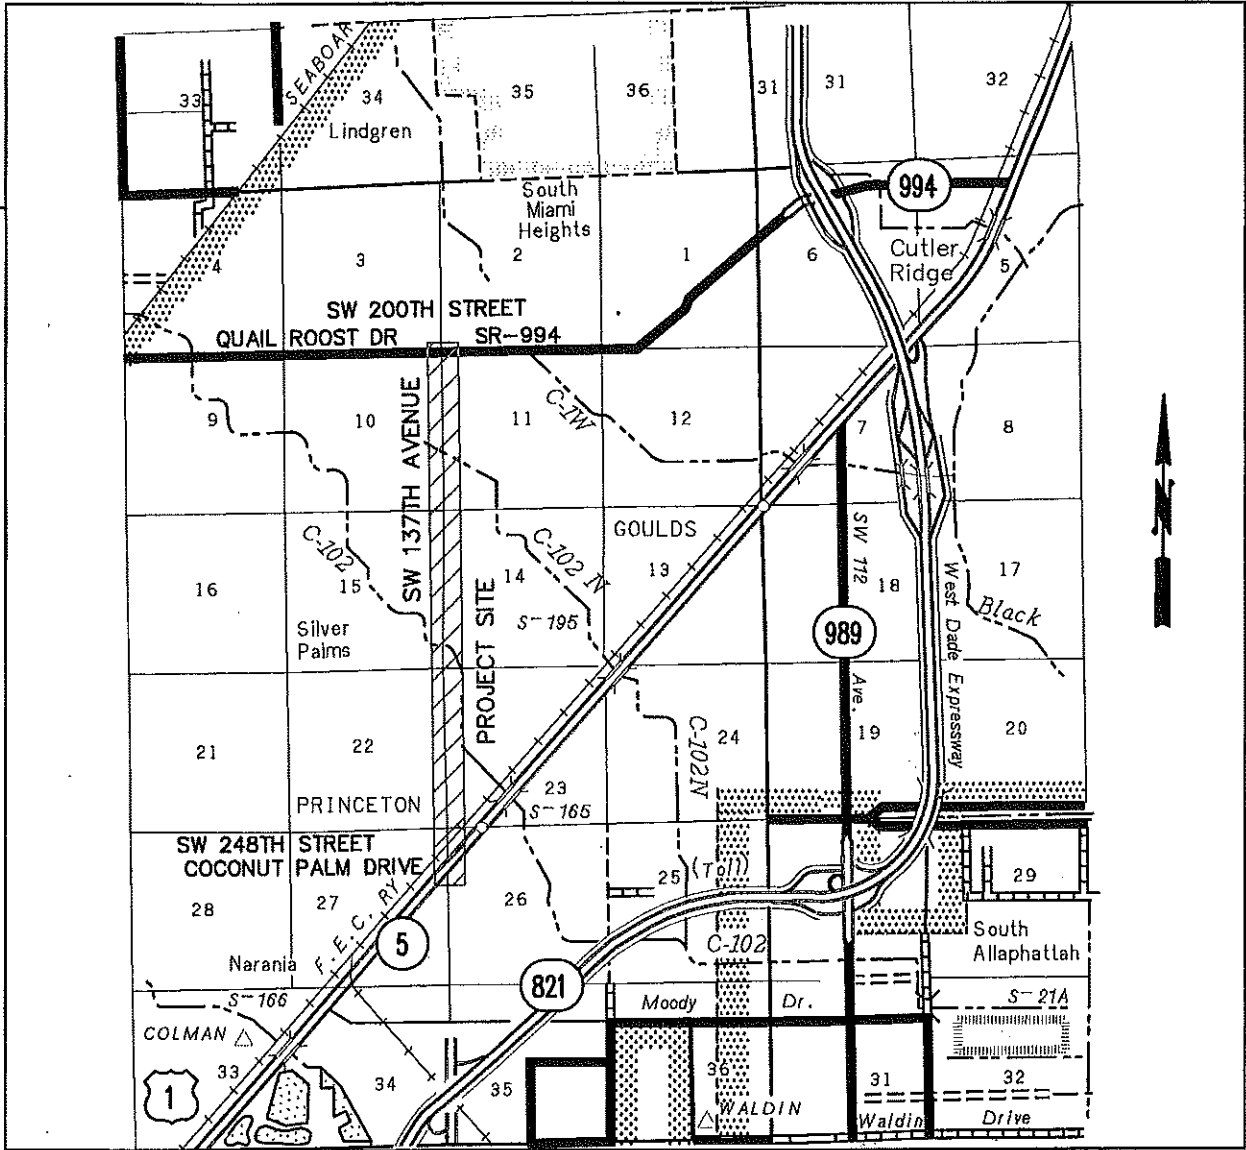 SEABOAR
33
34
Lindgren
35
36
31
31
32
994
South
Miami
Heights
Cutler
Ridge
4
3
2
1
6
5
SW 200TH STREET
QUAIL ROOST DR
SR-994
9
10
11
C-1W
12
7
8
SW 137TH AVENUE
N
GOULDS
SW 112
Ave.
C-102
C-102 N
16
15
14
13
18
17
Black
S-195
989
West Dade Expressway
Silver
Palms
PROJECT SITE
21
22
23
24
C-102N
19
20
PRINCETON
S-165
SW 248TH STREET
COCONUT PALM DRIVE
28
27
26
25
(Toll)
29
F.E.C. RY
5
South
Allaphattah
C-102
Narania
821
S-166
Moody
Dr.
S-21A
COLMAN
33
34
35
36
31
32
1
WALDIN
Waldin
Drive